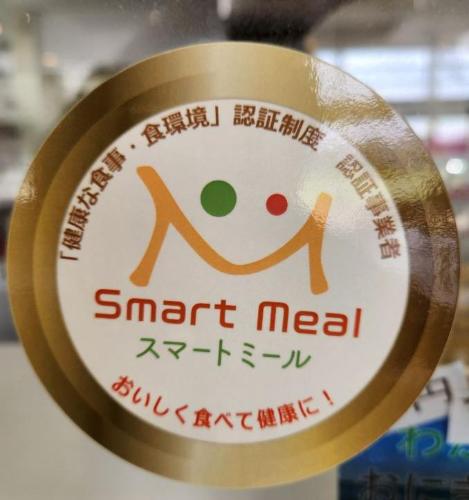 「健康な食事・食環境」認証制度 認証事業者
Smart Meal
スマートミール
おいしく食べて健康に!
円